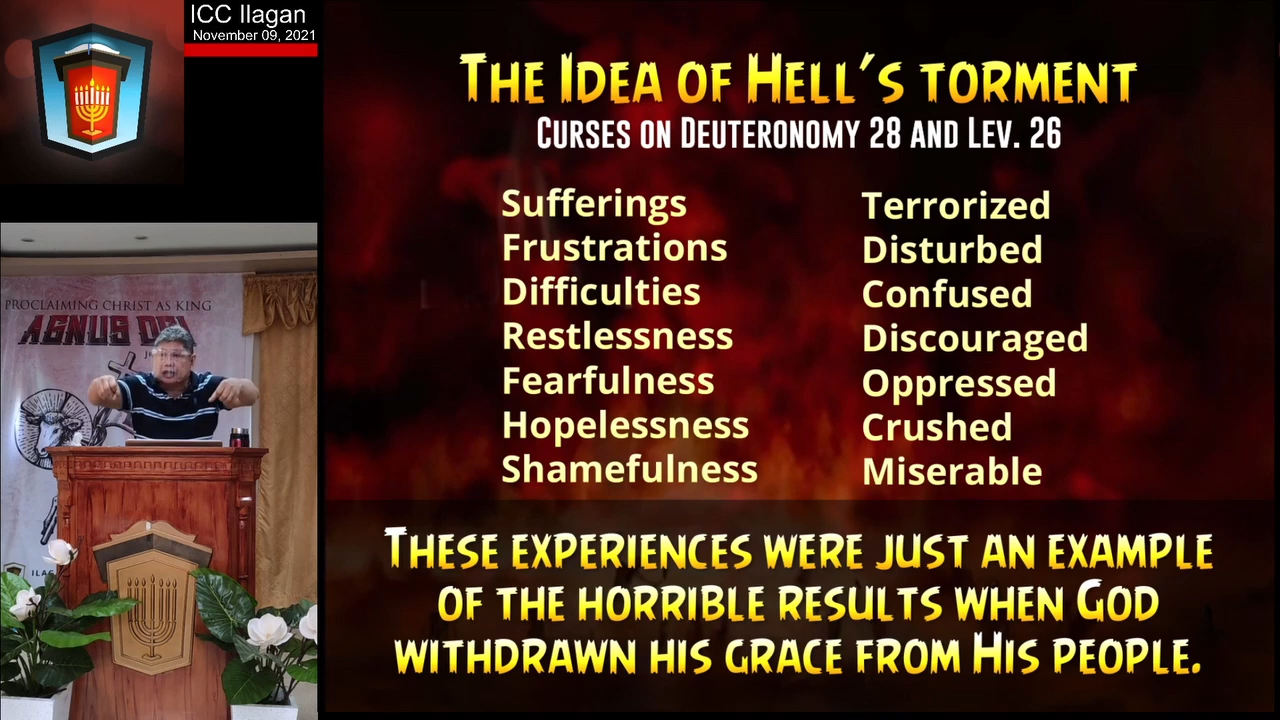 ICC Ilagan
November 09, 2021
THE IDEA OF HELL'S TORMENT
CURSES ON DEUTERONOMY 28 AND LEV. 26
Sufferings
Frustrations
Difficulties
Restlessness
Fearfulness
Hopelessness
Shamefulness
Terrorized
Disturbed
Confused
Discouraged
Oppressed
Crushed
Miserable
THESE EXPERIENCES WERE JUST AN EXAMPLE
OF THE HORRIBLE RESULTS WHEN GOD
WITHDRAWN HIS GRACE FROM HIS PEOPLE.
PROCLAIMING CHRIST AS KING
AGNUS DEI